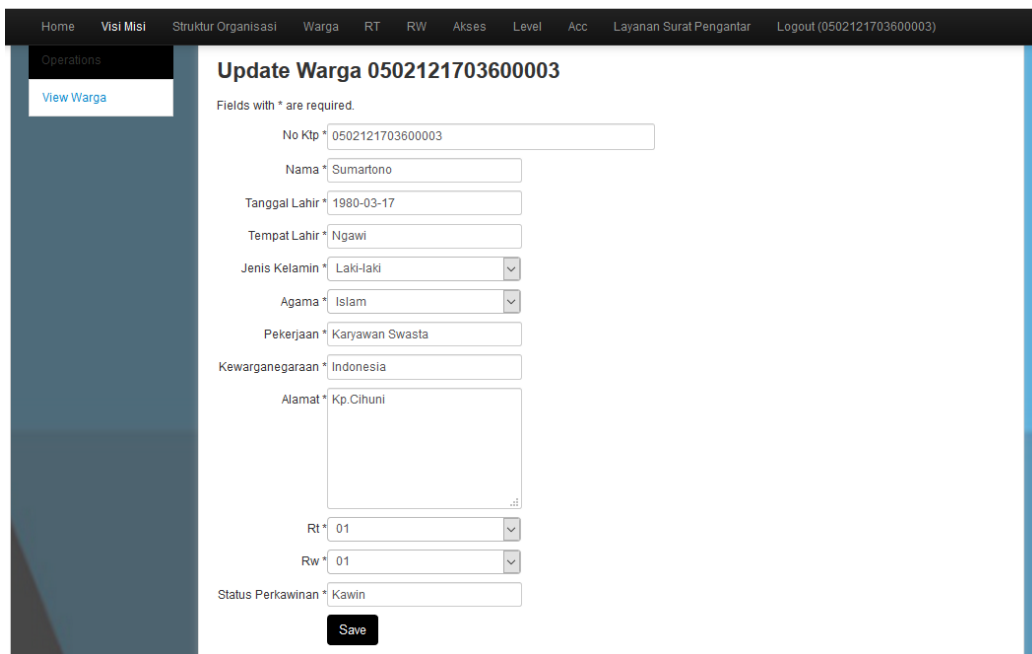 Home Visi Misi Struktur Organisasi Warga RT RW Akses Level Acc Layanan Surat Pengantar Logout (0502121703600003)
Operations
View Warga
Update Warga 0502121703600003
Fields with * are required.
No Ktp * 0502121703600003
Nama * Sumartono
Tanggal Lahir * 1980-03-17
Tempat Lahir * Ngawi
Jenis Kelamin * Laki-laki
Agama * Islam
Pekerjaan * Karyawan Swasta
Kewarganegaraan * Indonesia
Alamat * Kp.Cihuni
Rt * 01
Rw * 01
Status Perkawinan * Kawin
Save